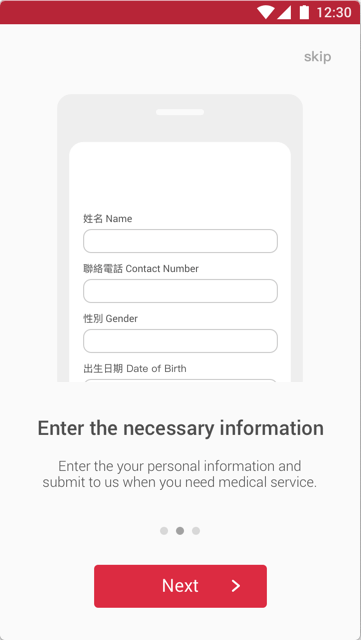 12:30
skip
姓名 Name
聯絡電話 Contact Number
性別 Gender
出生日期 Date of Birth
Enter the necessary information
Enter the your personal information and
submit to us when you need medical service.
Next